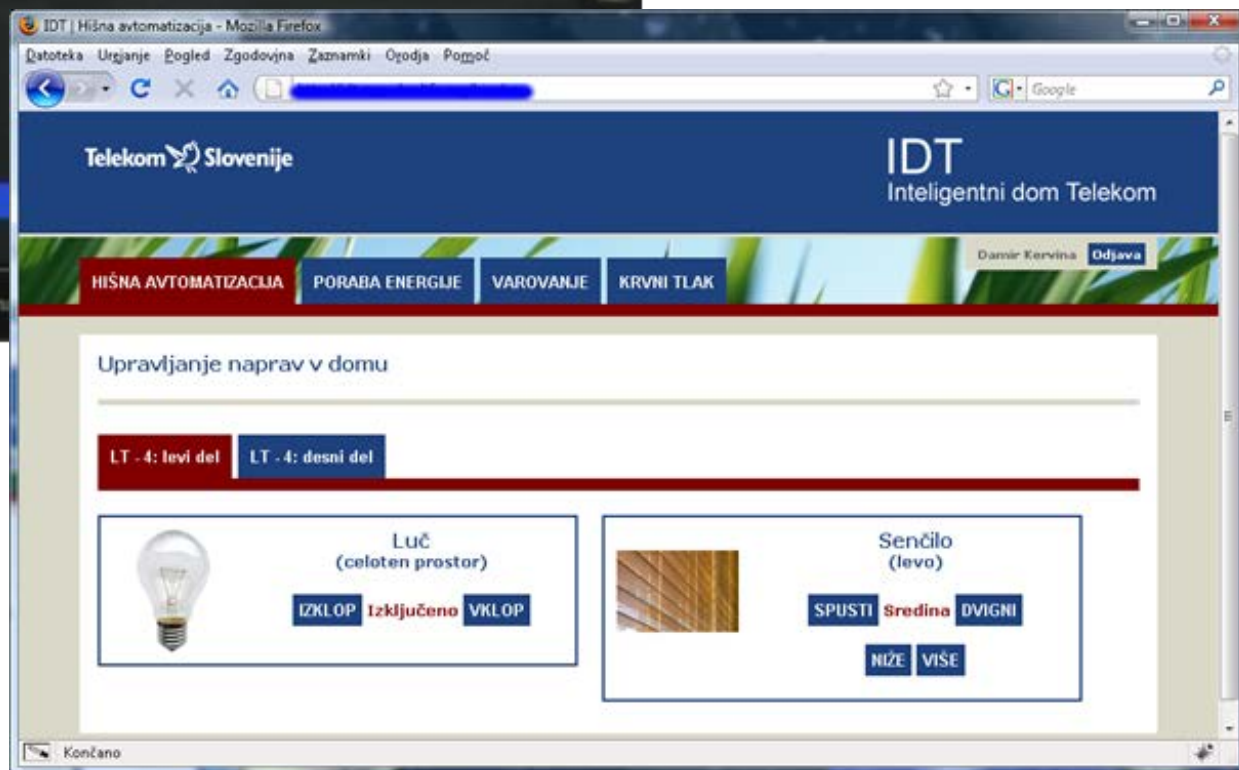 IDT | Hišna avtomatizacija - Mozilla Firefox
Datoteka Urejanje Pogled Zgodovina Zaznamki Orodja Pomoč
Google
Telekom Slovenije
IDT
Inteligentni dom Telekom
Damir Kervina Odjava
HIŠNA AVTOMATIZACIJA PORABA ENERGIJE VAROVANJE KRVNI TLAK
Upravljanje naprav v domu
LT - 4: levi del LT - 4: desni del
Luč
(celoten prostor)
IZKLOP Izključeno VKLOP
Senčilo
(levo)
SPUSTI Sredina DVIGNI
NIŽE VIŠE
Končano